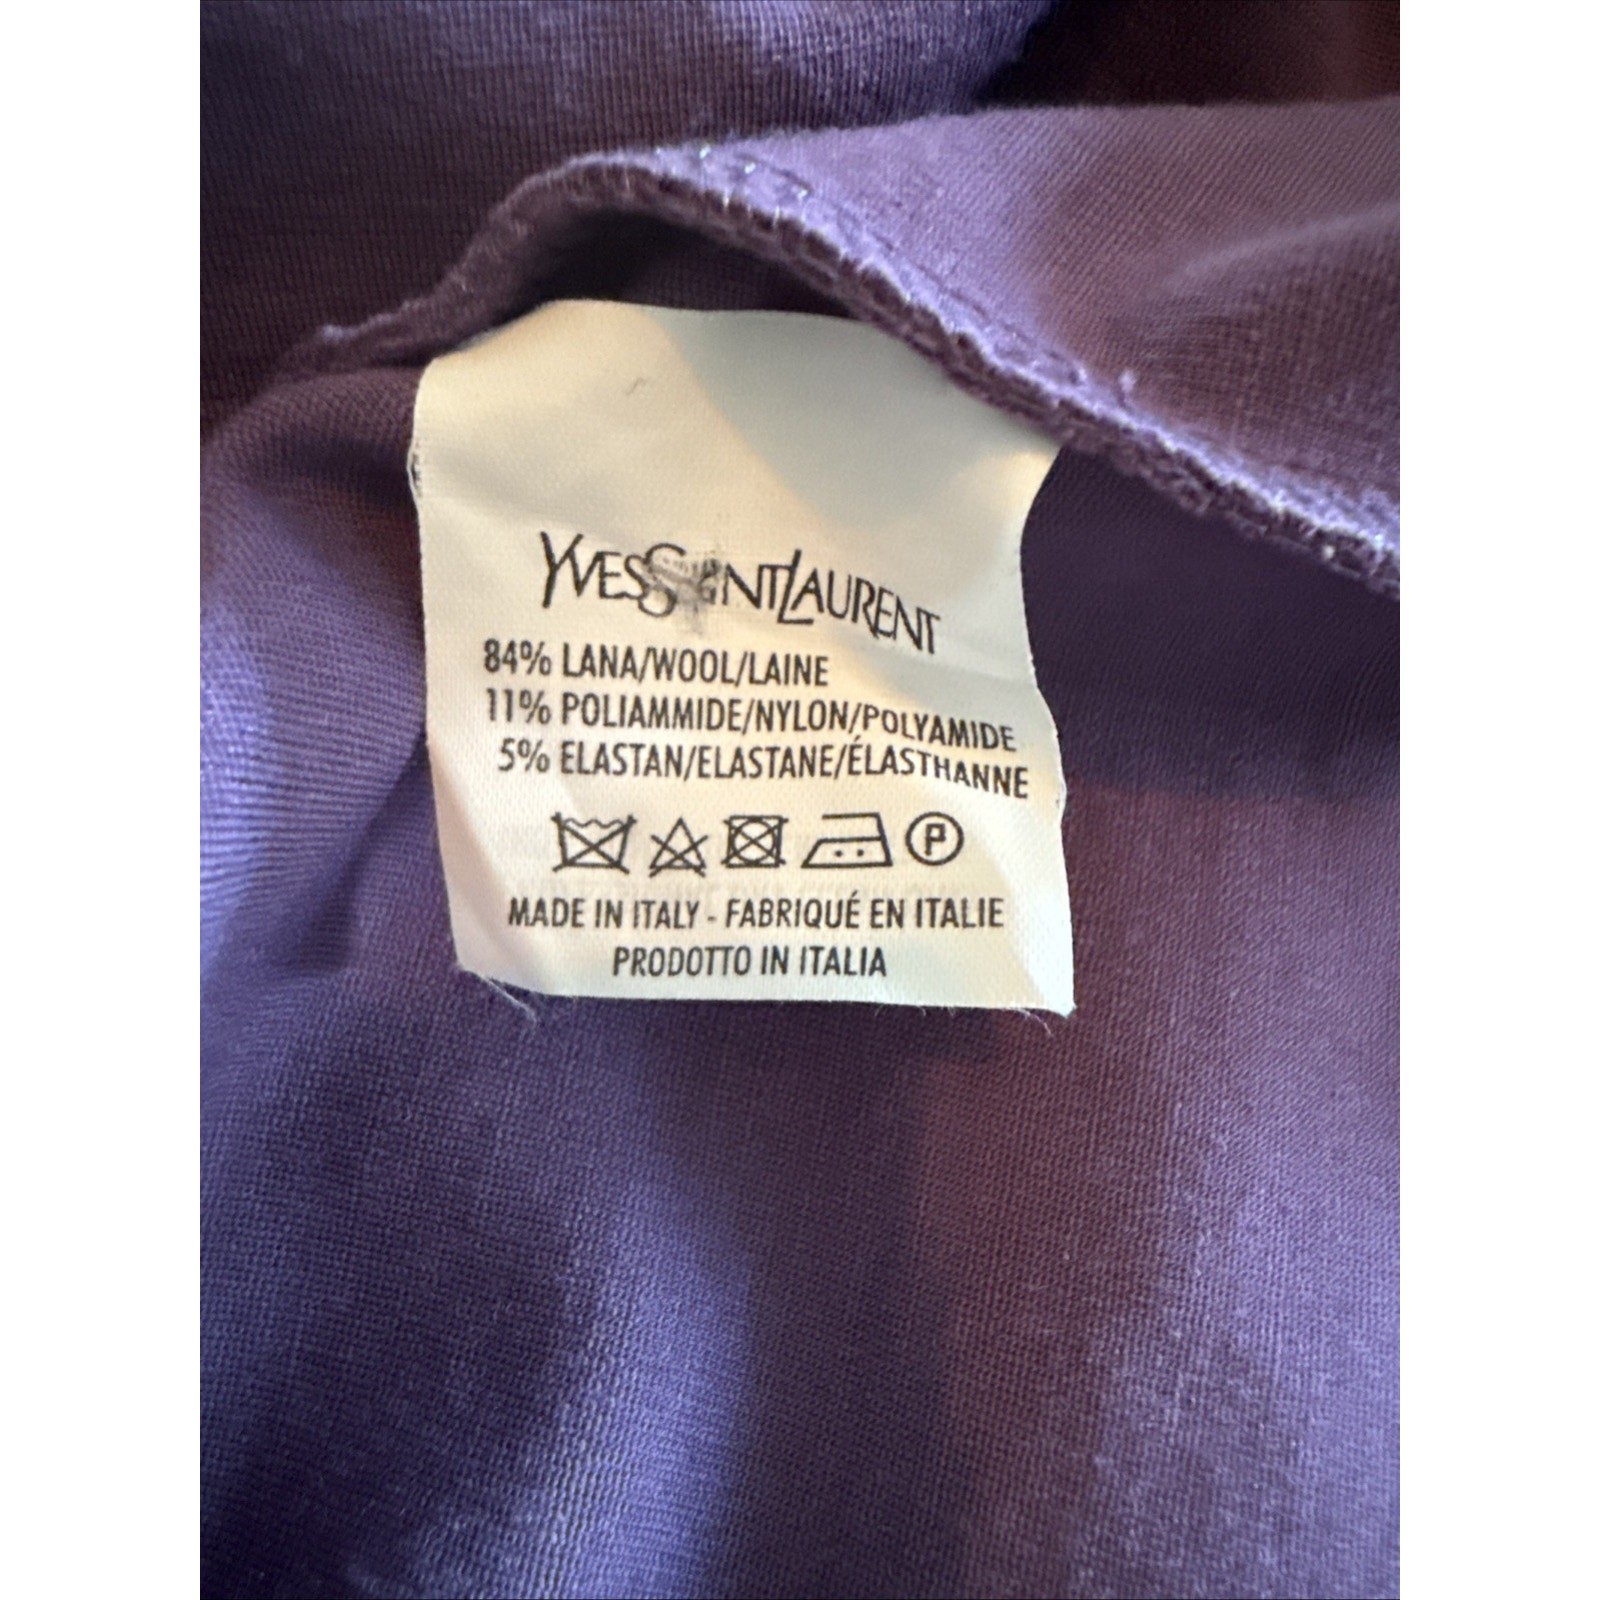 YVESSAINTLAURENT
84% LANA/WOOL/LAINE
11% POLIAMMIDE/NYLON/POLYAMIDE
5% ELASTAN/ELASTANE/ÉLASTHANNE
P
MADE IN ITALY - FABRIQUÉ EN ITALIE
PRODOTTO IN ITALIA